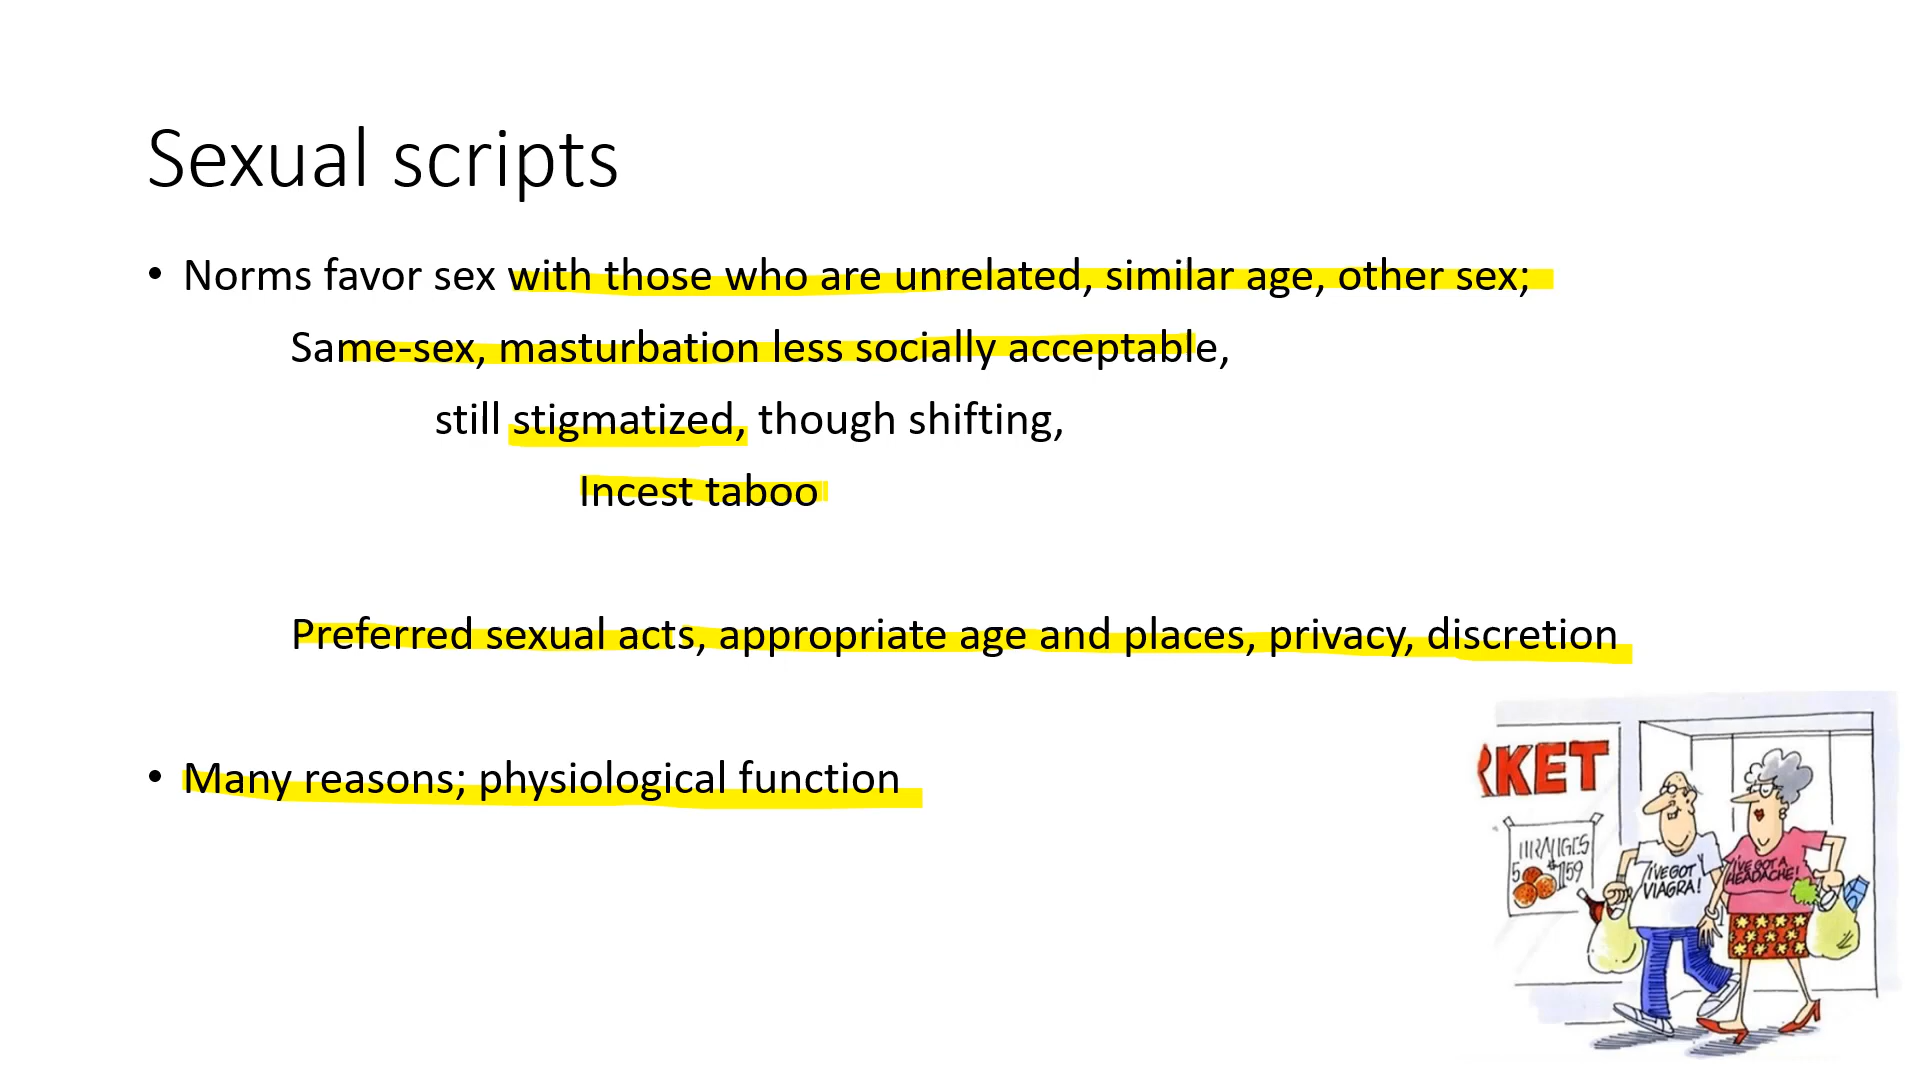 Sexual scripts
• Norms favor sex with those who are unrelated, similar age, other sex;
Same-sex, masturbation less socially acceptable,
still stigmatized, though shifting,
Incest taboo
Preferred sexual acts, appropriate age and places, privacy, discretion
• Many reasons; physiological function
RKET
5 $1.59
I'VE GOT
VIAGRA!
I'VE GOT A
HEADACHE!